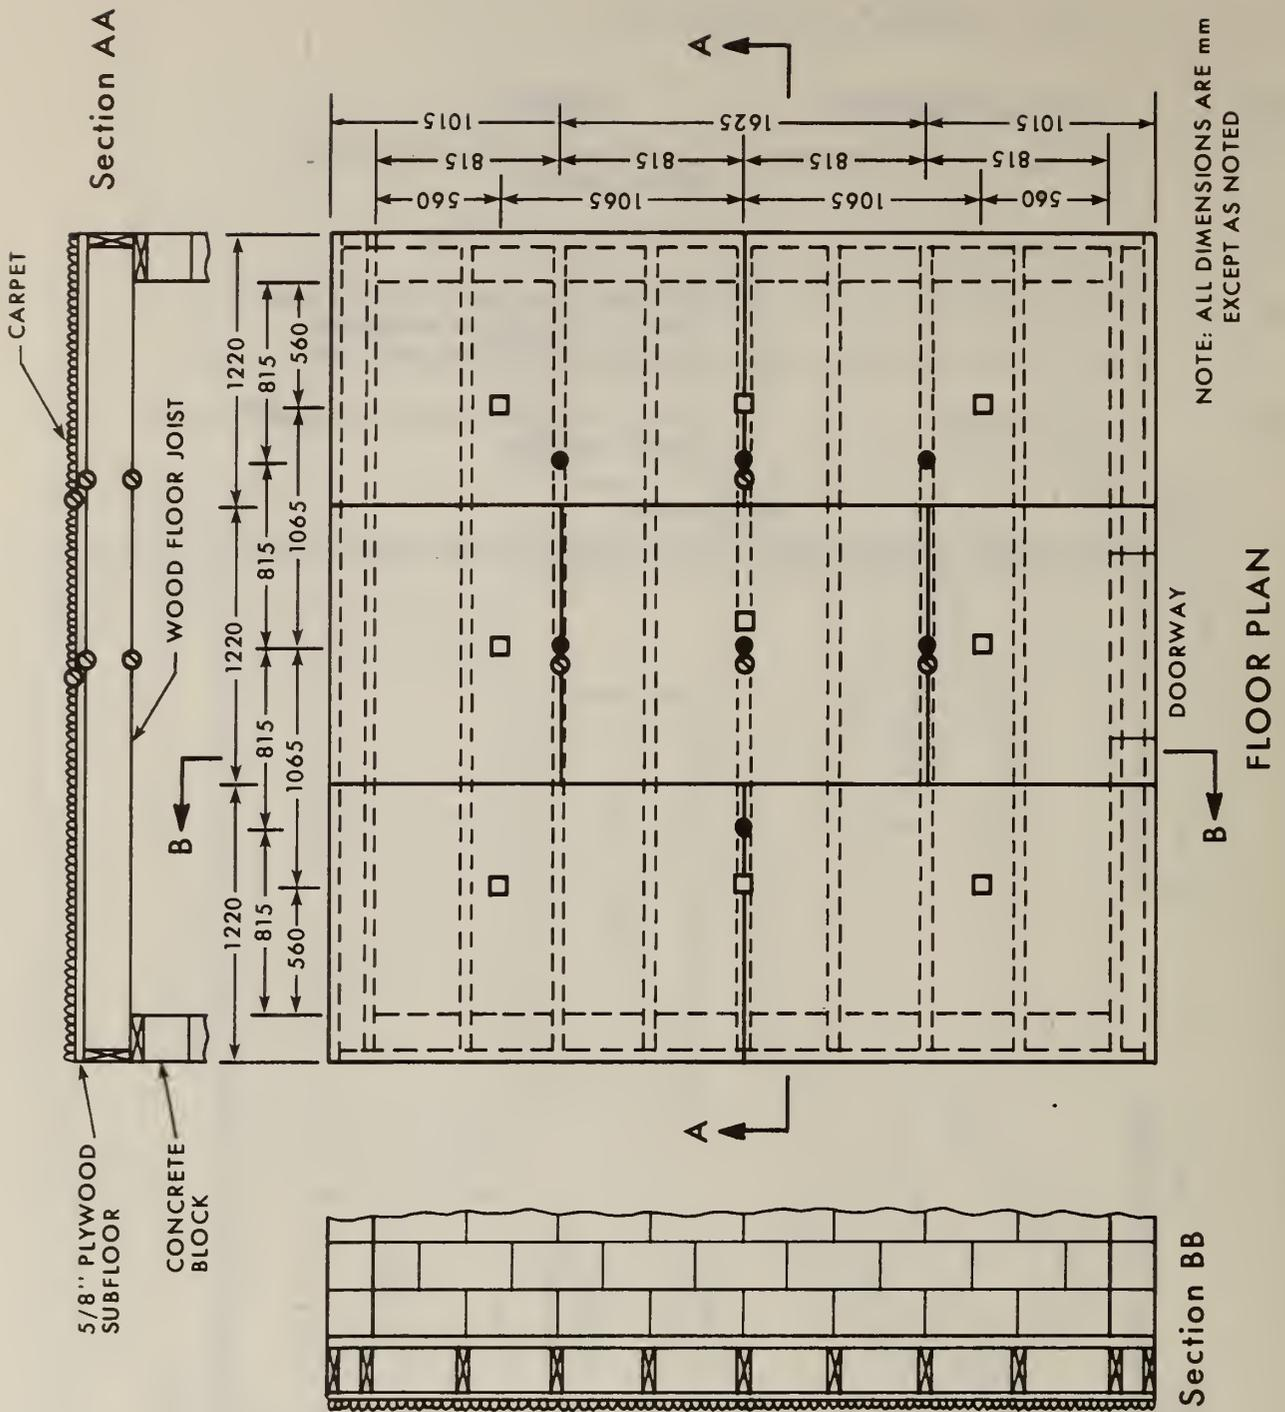 Section AA
CARPET
WOOD FLOOR JOIST
5/8'' PLYWOOD
SUBFLOOR
CONCRETE
BLOCK
1220
1220
1220
815
815
815
815
560
1065
1065
560
B
B
A
A
1015
1625
1015
815
815
815
815
560
1065
1065
560
DOORWAY
FLOOR PLAN
NOTE: ALL DIMENSIONS ARE mm
EXCEPT AS NOTED
Section BB